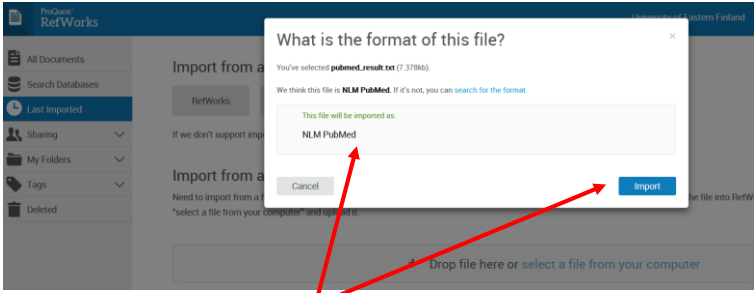 ProQuest®
RefWorks
University of Eastern Finland
All Documents
Search Databases
Last Imported
Sharing
My Folders
Tags
Deleted
Import from a
RefWorks
If we don't support imp
Import from a
Need to import from a f
he file into RefW
"select a file from your computer" and upload it.
Drop file here or select a file from your computer
What is the format of this file?
×
You've selected pubmed_result.txt (7.378kb)
We think this file is NLM PubMed. If it's not, you can search for the format.
This file will be imported as:
NLM PubMed
Cancel
Import